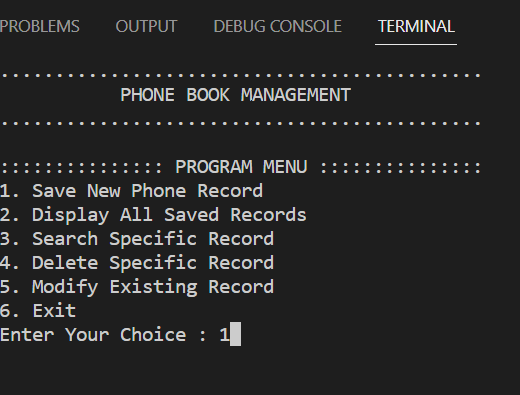 PROBLEMS OUTPUT DEBUG CONSOLE TERMINAL
............................................
PHONE BOOK MANAGEMENT
............................................
::::::::::::::: PROGRAM MENU :::::::::::::::
1. Save New Phone Record
2. Display All Saved Records
3. Search Specific Record
4. Delete Specific Record
5. Modify Existing Record
6. Exit
Enter Your Choice : 1